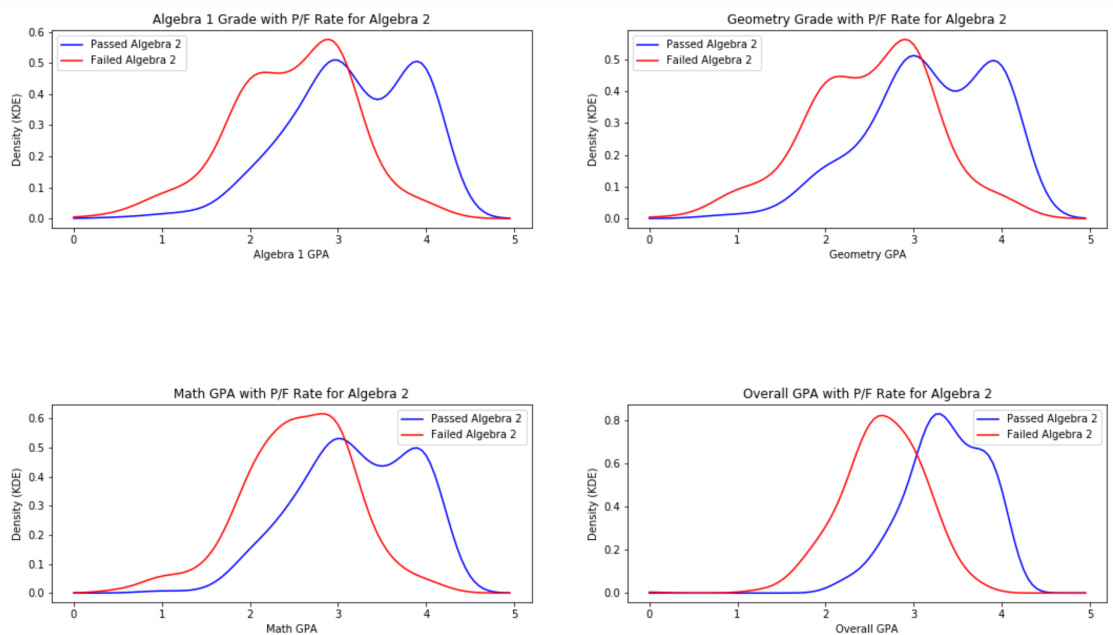 Algebra 1 Grade with P/F Rate for Algebra 2
Passed Algebra 2
Failed Algebra 2
Density (KDE)
0.6
0.5
0.4
0.3
0.2
0.1
0.0
0 1 2 3 4 5
Algebra 1 GPA
Geometry Grade with P/F Rate for Algebra 2
Passed Algebra 2
Failed Algebra 2
Density (KDE)
0.5
0.4
0.3
0.2
0.1
0.0
0 1 2 3 4 5
Geometry GPA
Math GPA with P/F Rate for Algebra 2
Passed Algebra 2
Failed Algebra 2
Density (KDE)
0.6
0.5
0.4
0.3
0.2
0.1
0.0
0 1 2 3 4 5
Math GPA
Overall GPA with P/F Rate for Algebra 2
Passed Algebra 2
Failed Algebra 2
Density (KDE)
0.8
0.6
0.4
0.2
0.0
0 1 2 3 4 5
Overall GPA